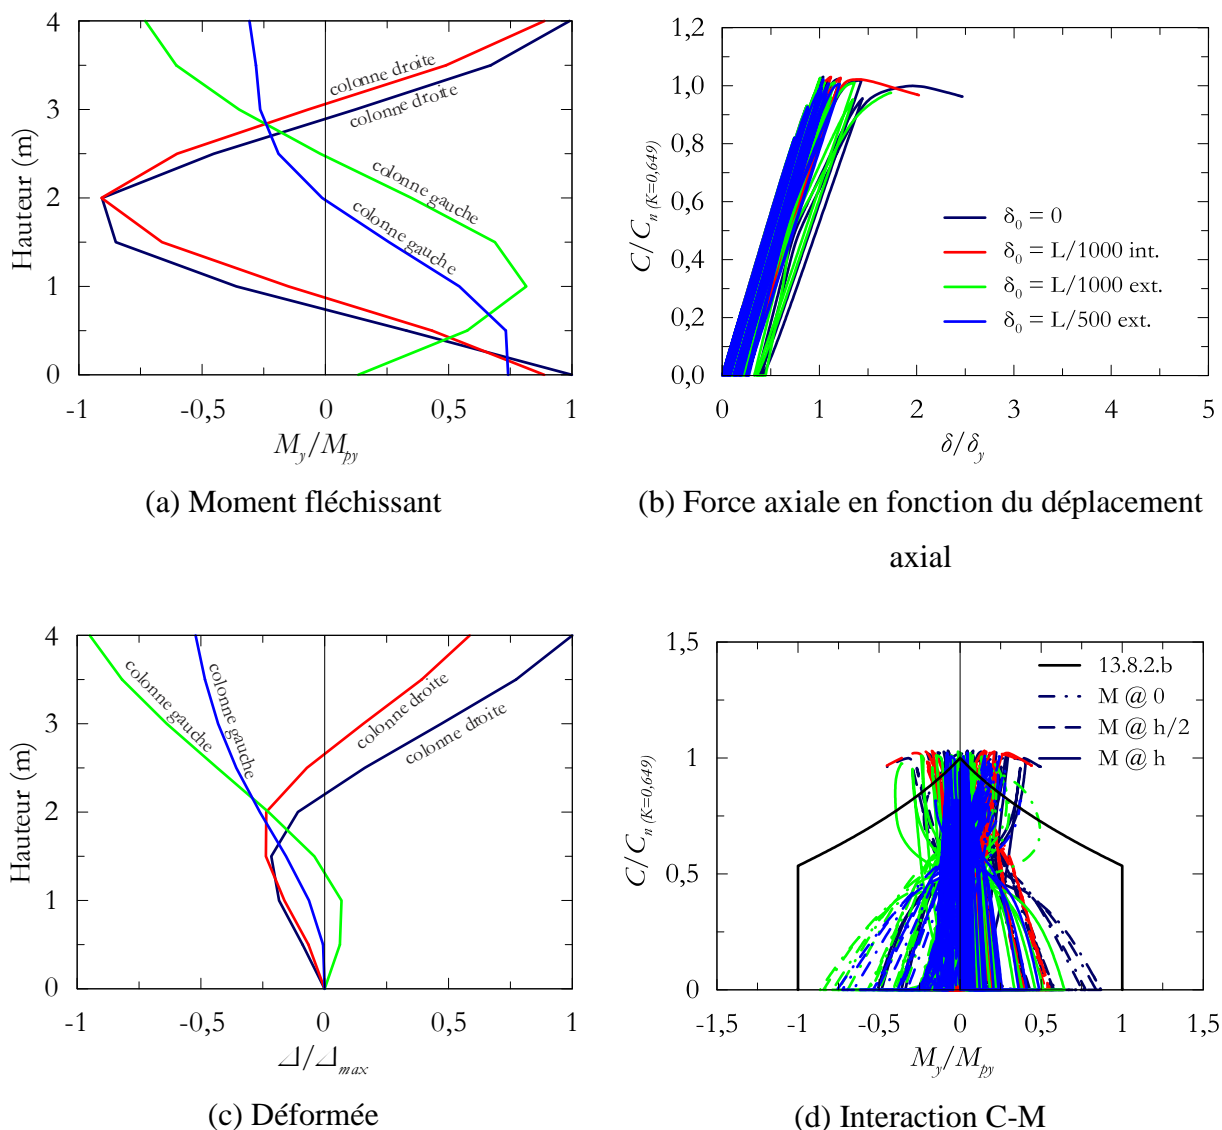 4
3
2
1
0
Hauteur (m)
colonne droite
colonne droite
colonne gauche
colonne gauche
-1
-0,5
0
0,5
1
M_y/M_py
(a) Moment fléchissant
1,2
1,0
0,8
0,6
0,4
0,2
0,0
C/C_n (K=0,649)
δ_0 = 0
δ_0 = L/1000 int.
δ_0 = L/1000 ext.
δ_0 = L/500 ext.
0
1
2
3
4
5
δ/δ_y
(b) Force axiale en fonction du déplacement
axial
4
3
2
1
0
Hauteur (m)
colonne gauche
colonne gauche
colonne droite
colonne droite
-1
-0,5
0
0,5
1
Δ/Δ_max
(c) Déformée
1,5
1
0,5
0
C/C_n (K=0,649)
13.8.2.b
M @ 0
M @ h/2
M @ h
-1,5
-1
-0,5
0
0,5
1
1,5
M_y/M_py
(d) Interaction C-M